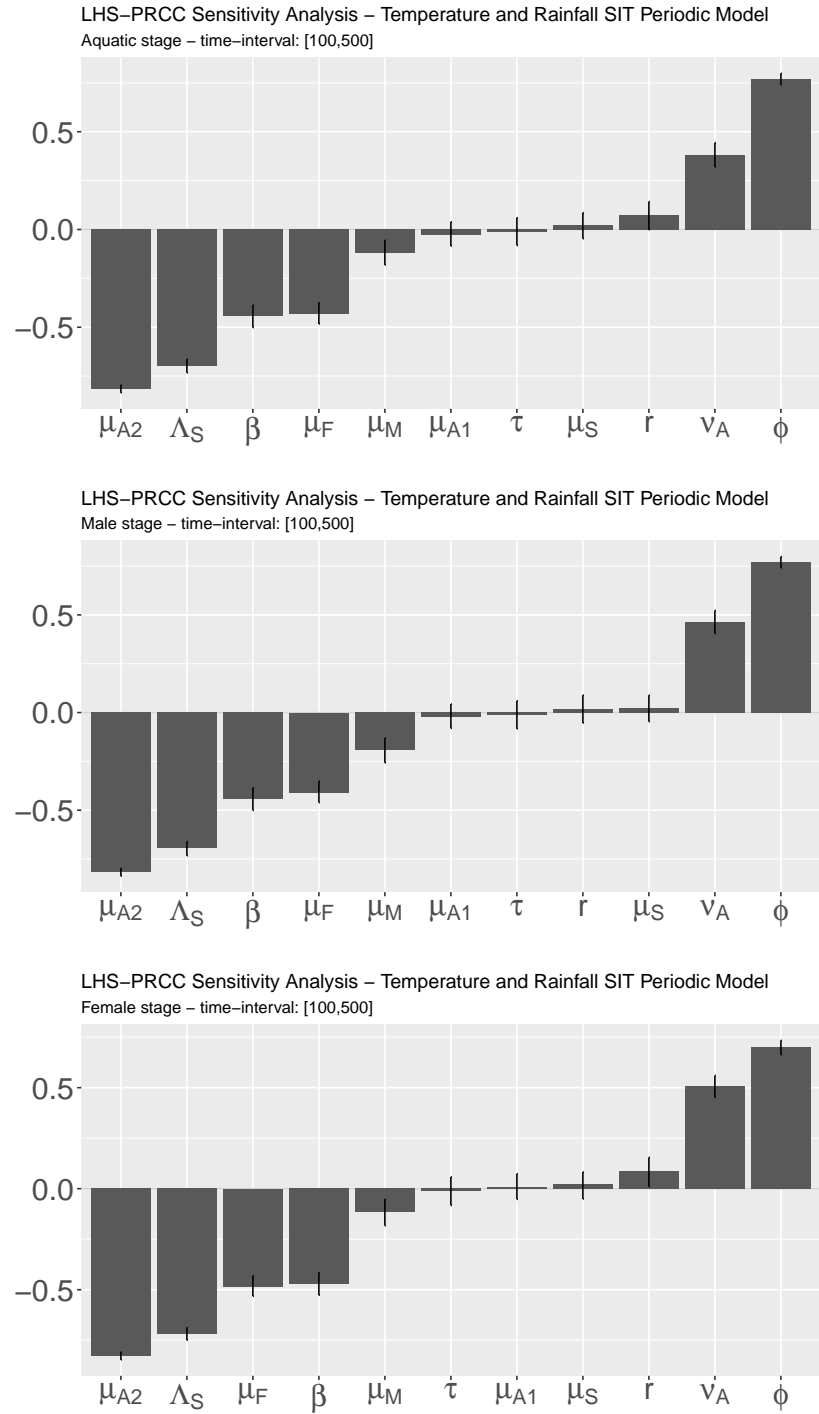 LHS−PRCC Sensitivity Analysis − Temperature and Rainfall SIT Periodic Model
Aquatic stage − time−interval: [100,500]
0.5
0.0
−0.5
μA2 ΛS β μF μM μA1 τ μS r νA ϕ
LHS−PRCC Sensitivity Analysis − Temperature and Rainfall SIT Periodic Model
Male stage − time−interval: [100,500]
0.5
0.0
−0.5
μA2 ΛS β μF μM μA1 τ r μS νA ϕ
LHS−PRCC Sensitivity Analysis − Temperature and Rainfall SIT Periodic Model
Female stage − time−interval: [100,500]
0.5
0.0
−0.5
μA2 ΛS μF β μM τ μA1 μS r νA ϕ